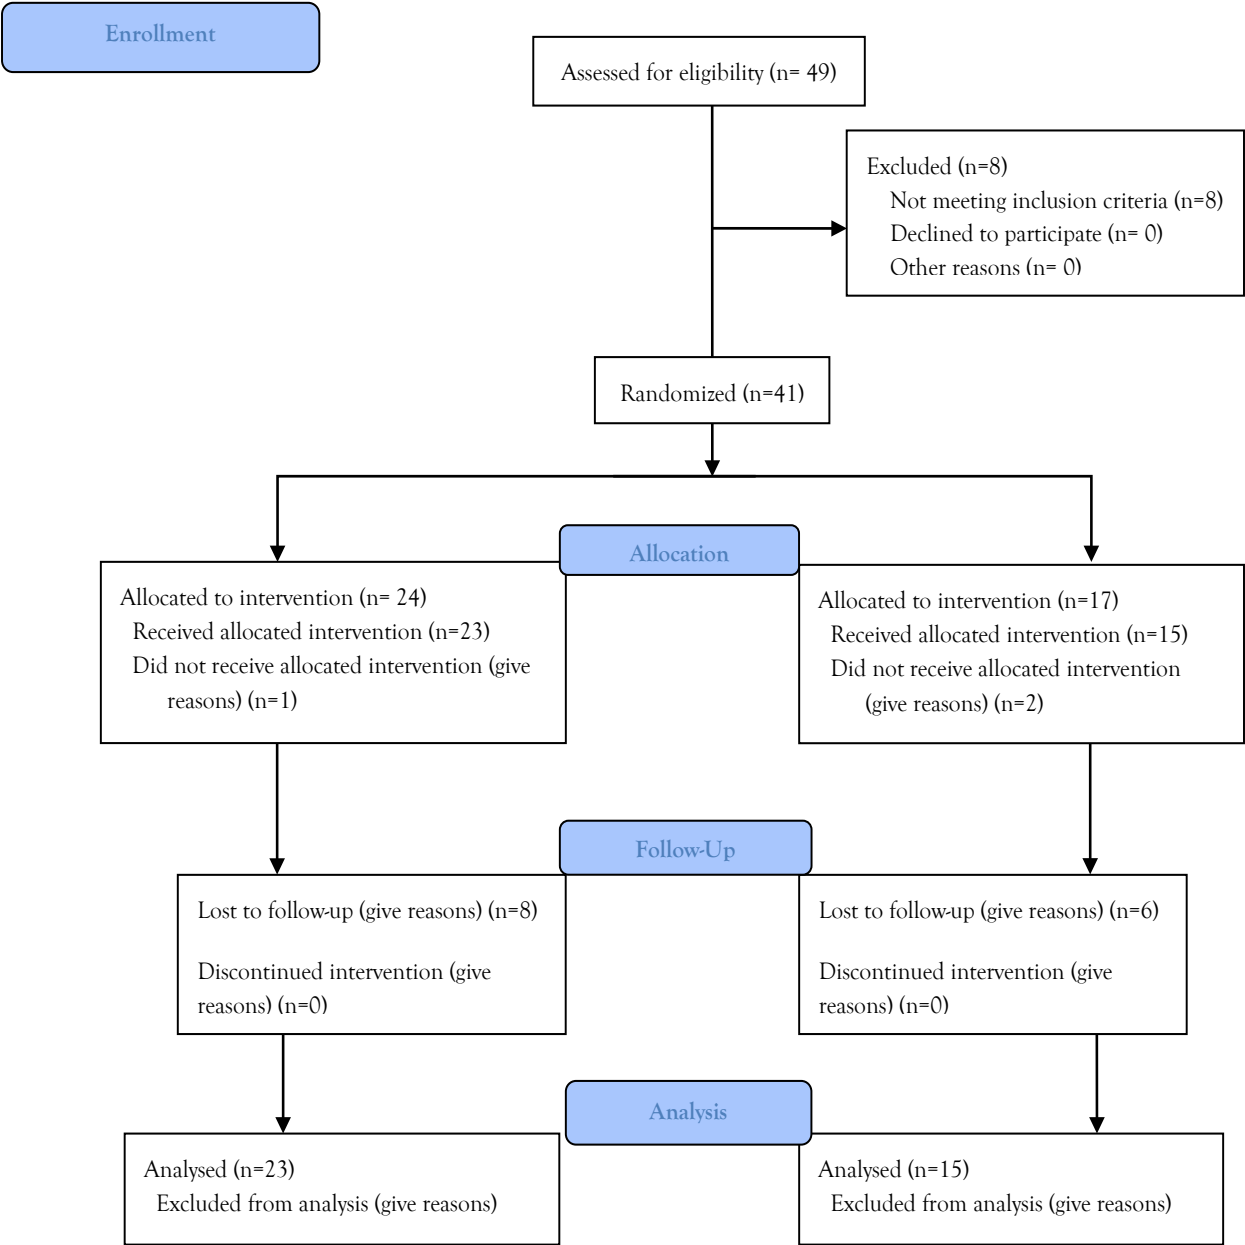 Enrollment
Assessed for eligibility (n= 49)
Excluded (n=8)
Not meeting inclusion criteria (n=8)
Declined to participate (n= 0)
Other reasons (n= 0)
Randomized (n=41)
Allocation
Allocated to intervention (n= 24)
Received allocated intervention (n=23)
Did not receive allocated intervention (give
reasons) (n=1)
Allocated to intervention (n=17)
Received allocated intervention (n=15)
Did not receive allocated intervention
(give reasons) (n=2)
Follow-Up
Lost to follow-up (give reasons) (n=8)
Discontinued intervention (give
reasons) (n=0)
Lost to follow-up (give reasons) (n=6)
Discontinued intervention (give
reasons) (n=0)
Analysis
Analysed (n=23)
Excluded from analysis (give reasons)
Analysed (n=15)
Excluded from analysis (give reasons)